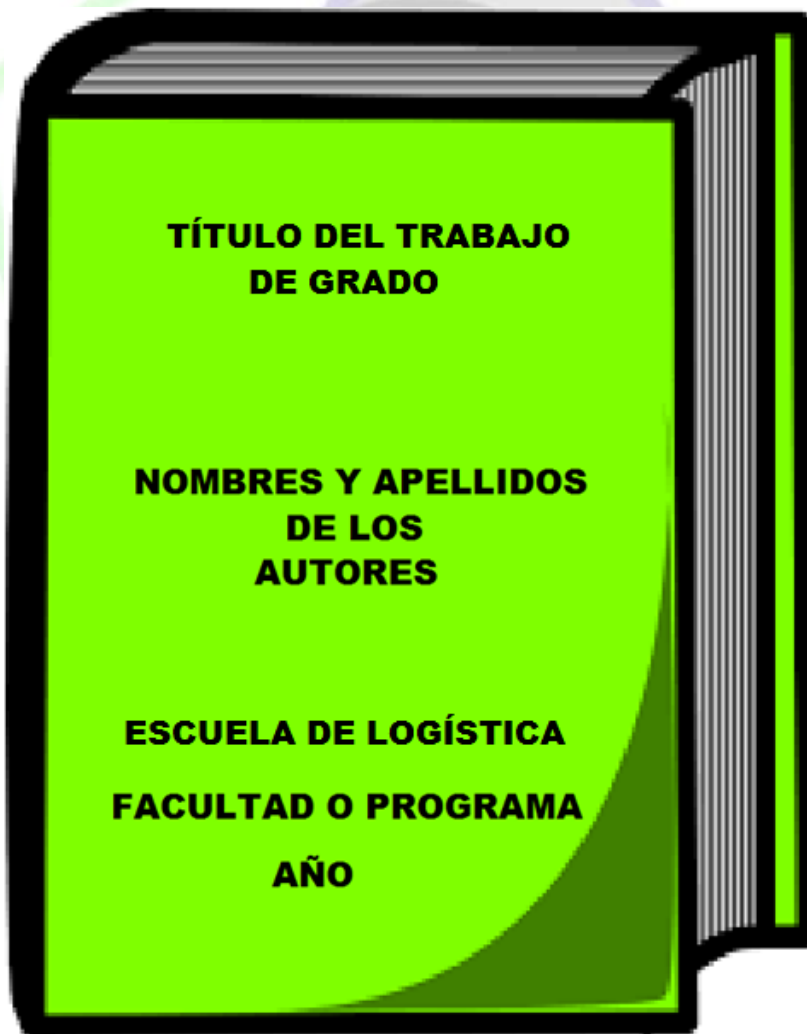 TÍTULO DEL TRABAJO
DE GRADO
NOMBRES Y APELLIDOS
DE LOS
AUTORES
ESCUELA DE LOGÍSTICA
FACULTAD O PROGRAMA
AÑO